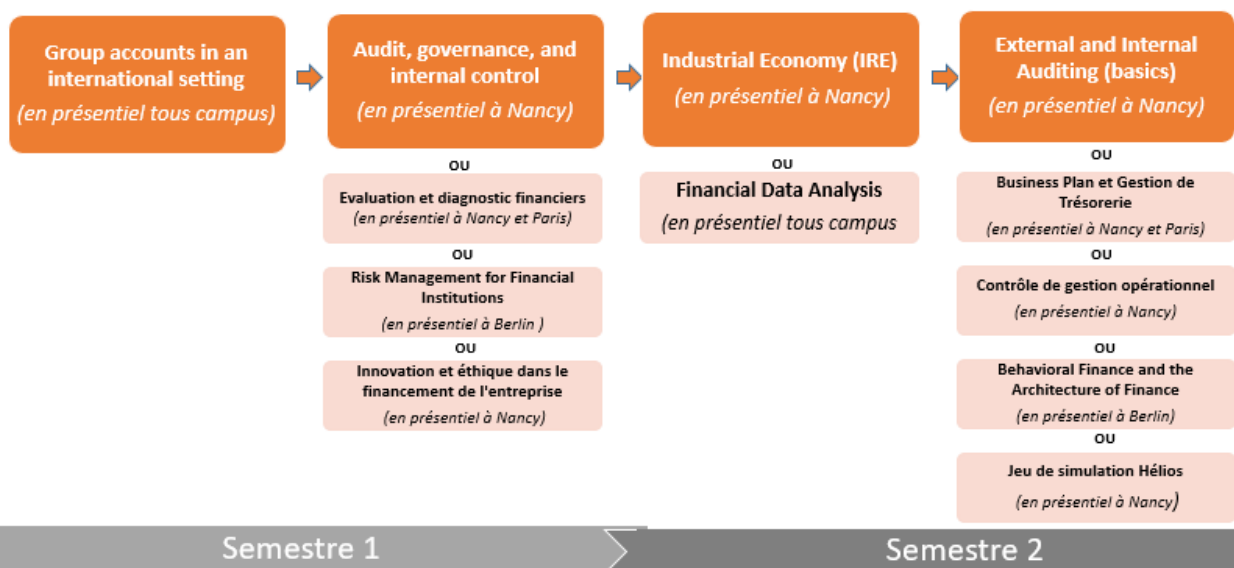 Group accounts in an
international setting
(en présentiel tous campus)
Audit, governance, and
internal control
(en présentiel à Nancy)
OU
Evaluation et diagnostic financiers
(en présentiel à Nancy et Paris)
OU
Risk Management for Financial
Institutions
(en présentiel à Berlin )
OU
Innovation et éthique dans le
financement de l'entreprise
(en présentiel à Nancy)
Industrial Economy (IRE)
(en présentiel à Nancy)
OU
Financial Data Analysis
(en présentiel tous campus
External and Internal
Auditing (basics)
(en présentiel à Nancy)
OU
Business Plan et Gestion de
Trésorerie
(en présentiel à Nancy et Paris)
OU
Contrôle de gestion opérationnel
(en présentiel à Nancy)
OU
Behavioral Finance and the
Architecture of Finance
(en présentiel à Berlin)
OU
Jeu de simulation Hélios
(en présentiel à Nancy)
Semestre 1
Semestre 2